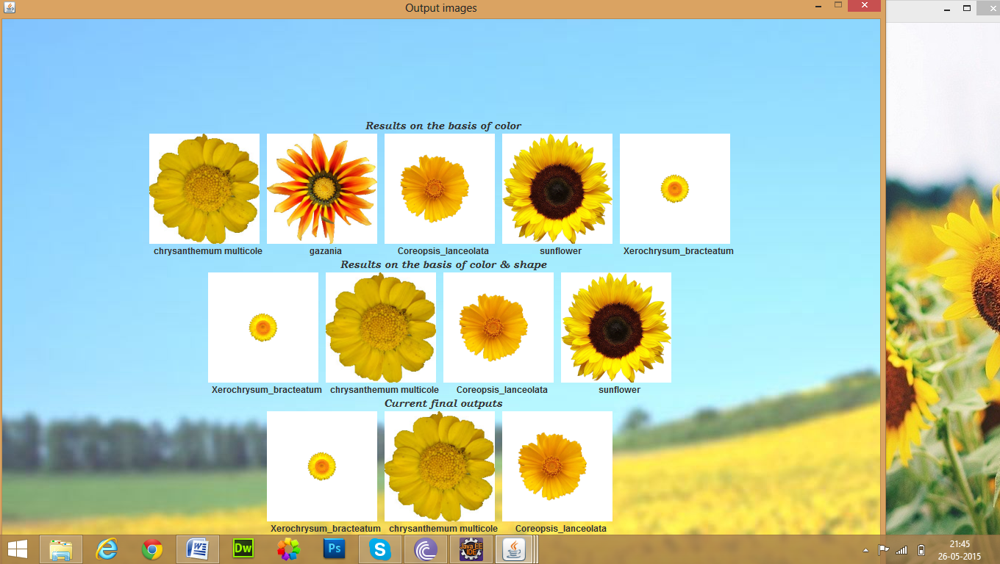 Output images
Results on the basis of color
chrysanthemum multicole
gazania
Coreopsis_lanceolata
sunflower
Xerochrysum_bracteatum
Results on the basis of color & shape
Xerochrysum_bracteatum
chrysanthemum multicole
Coreopsis_lanceolata
sunflower
Current final outputs
Xerochrysum_bracteatum
chrysanthemum multicole
Coreopsis_lanceolata
Dw
Ps
Java EE
IDE
21:45
26-05-2015